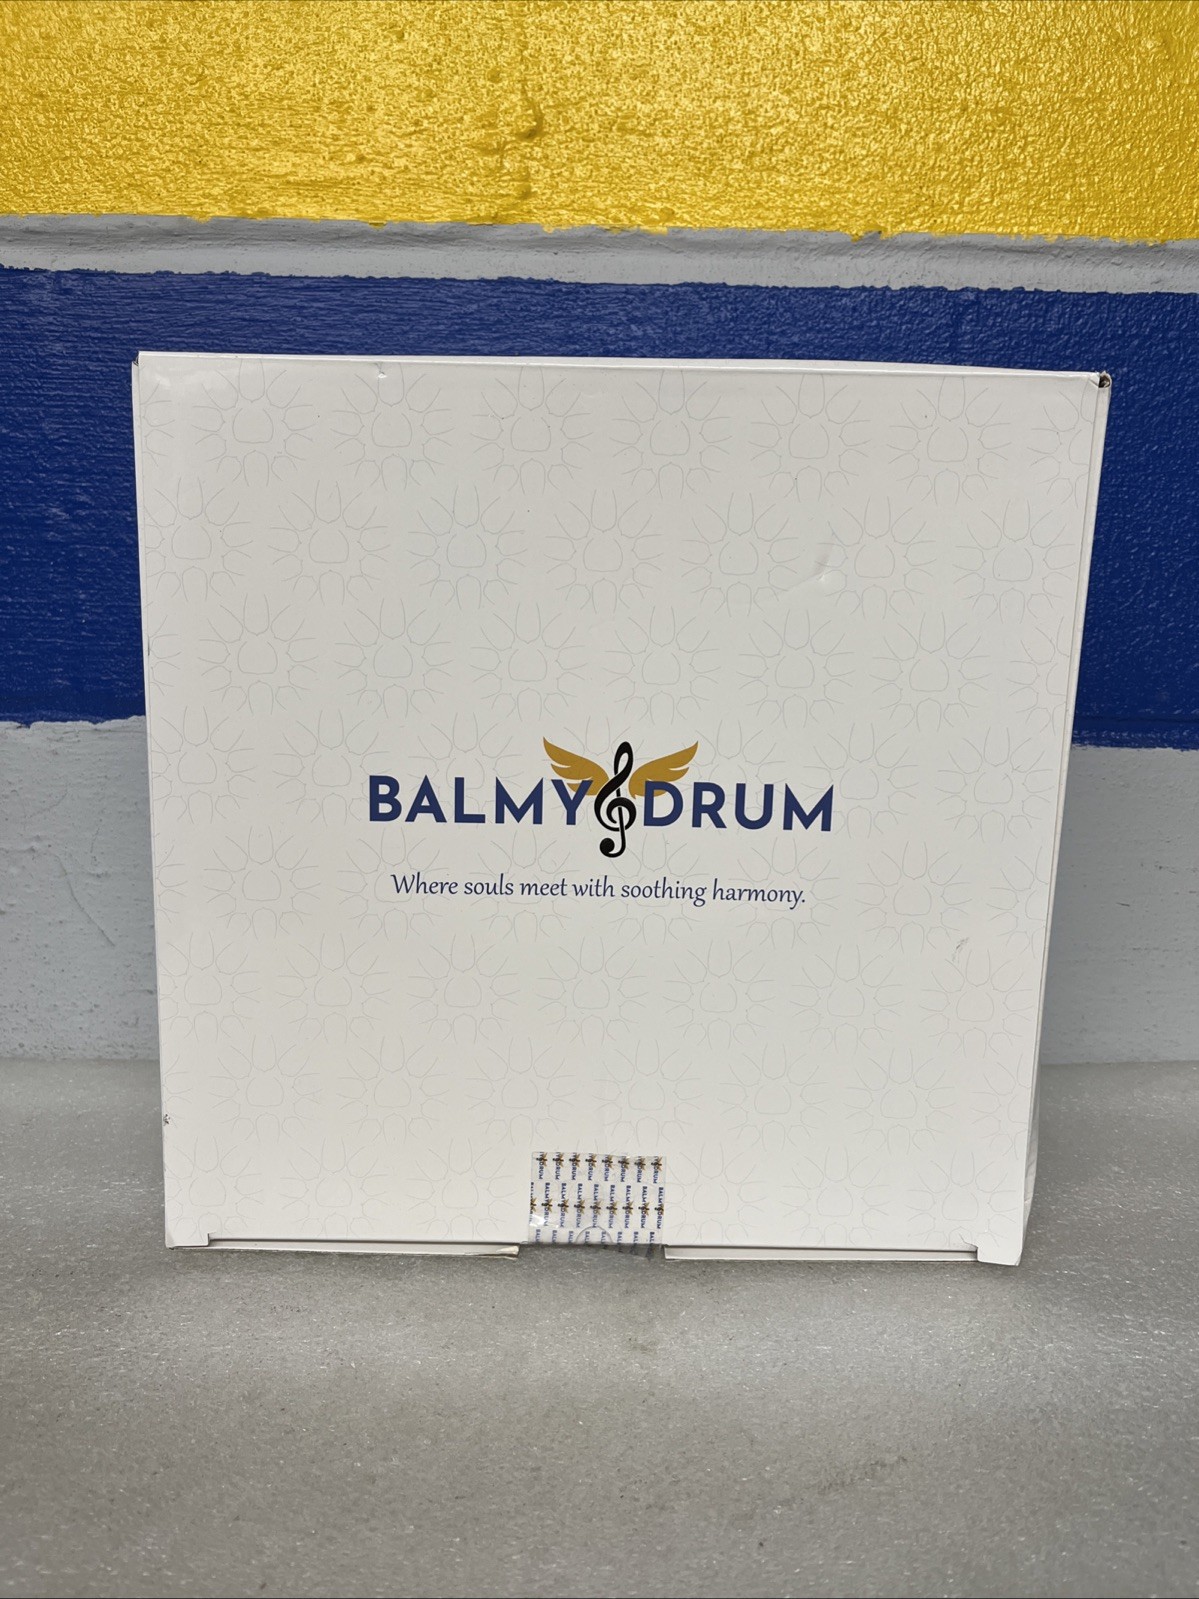 BALMY DRUM
Where souls meet with soothing harmony.